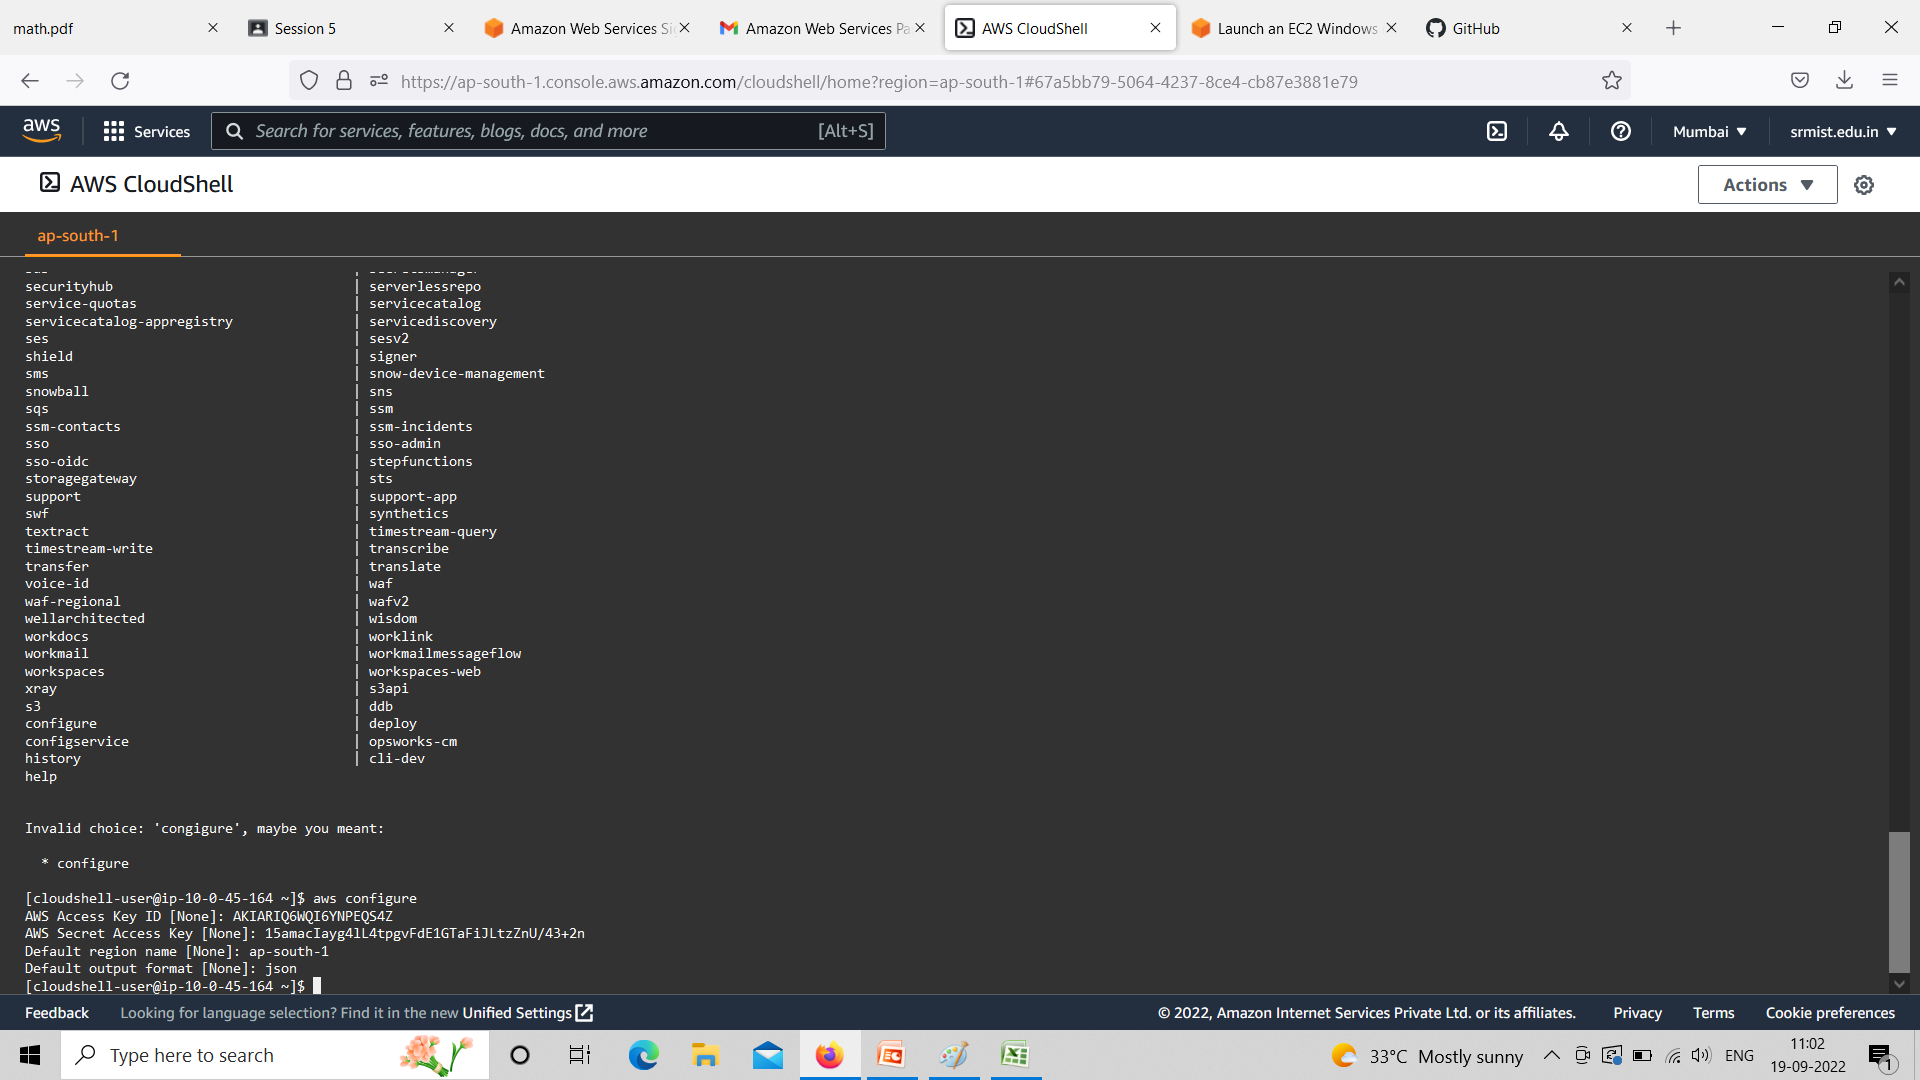 math.pdf
Session 5
Amazon Web Services Si
Amazon Web Services Pa
AWS CloudShell
Launch an EC2 Windows
GitHub
https://ap-south-1.console.aws.amazon.com/cloudshell/home?region=ap-south-1#67a5bb79-5064-4237-8ce4-cb87e3881e79
aws
Services
Search for services, features, blogs, docs, and more
[Alt+S]
Mumbai
srmist.edu.in
AWS CloudShell
Actions
ap-south-1
securityhub | serverlessrepo
service-quotas | servicecatalog
servicecatalog-appregistry | servicediscovery
ses | sesv2
shield | signer
sms | snow-device-management
snowball | sns
sqs | ssm
ssm-contacts | ssm-incidents
sso | sso-admin
sso-oidc | stepfunctions
storagegateway | sts
support | support-app
swf | synthetics
textract | timestream-query
timestream-write | transcribe
transfer | translate
voice-id | waf
waf-regional | wafv2
wellarchitected | wisdom
workdocs | worklink
workmail | workmailmessageflow
workspaces | workspaces-web
xray | s3api
s3 | ddb
configure | deploy
configservice | opsworks-cm
history | cli-dev
help
Invalid choice: 'congigure', maybe you meant:
* configure
[cloudshell-user@ip-10-0-45-164 ~]$ aws configure
AWS Access Key ID [None]: [credential redacted]
AWS Secret Access Key [None]: [credential redacted]
Default region name [None]: ap-south-1
Default output format [None]: json
[cloudshell-user@ip-10-0-45-164 ~]$
Feedback
Looking for language selection? Find it in the new Unified Settings
© 2022, Amazon Internet Services Private Ltd. or its affiliates.
Privacy
Terms
Cookie preferences
Type here to search
33°C Mostly sunny
ENG
11:02
19-09-2022
1